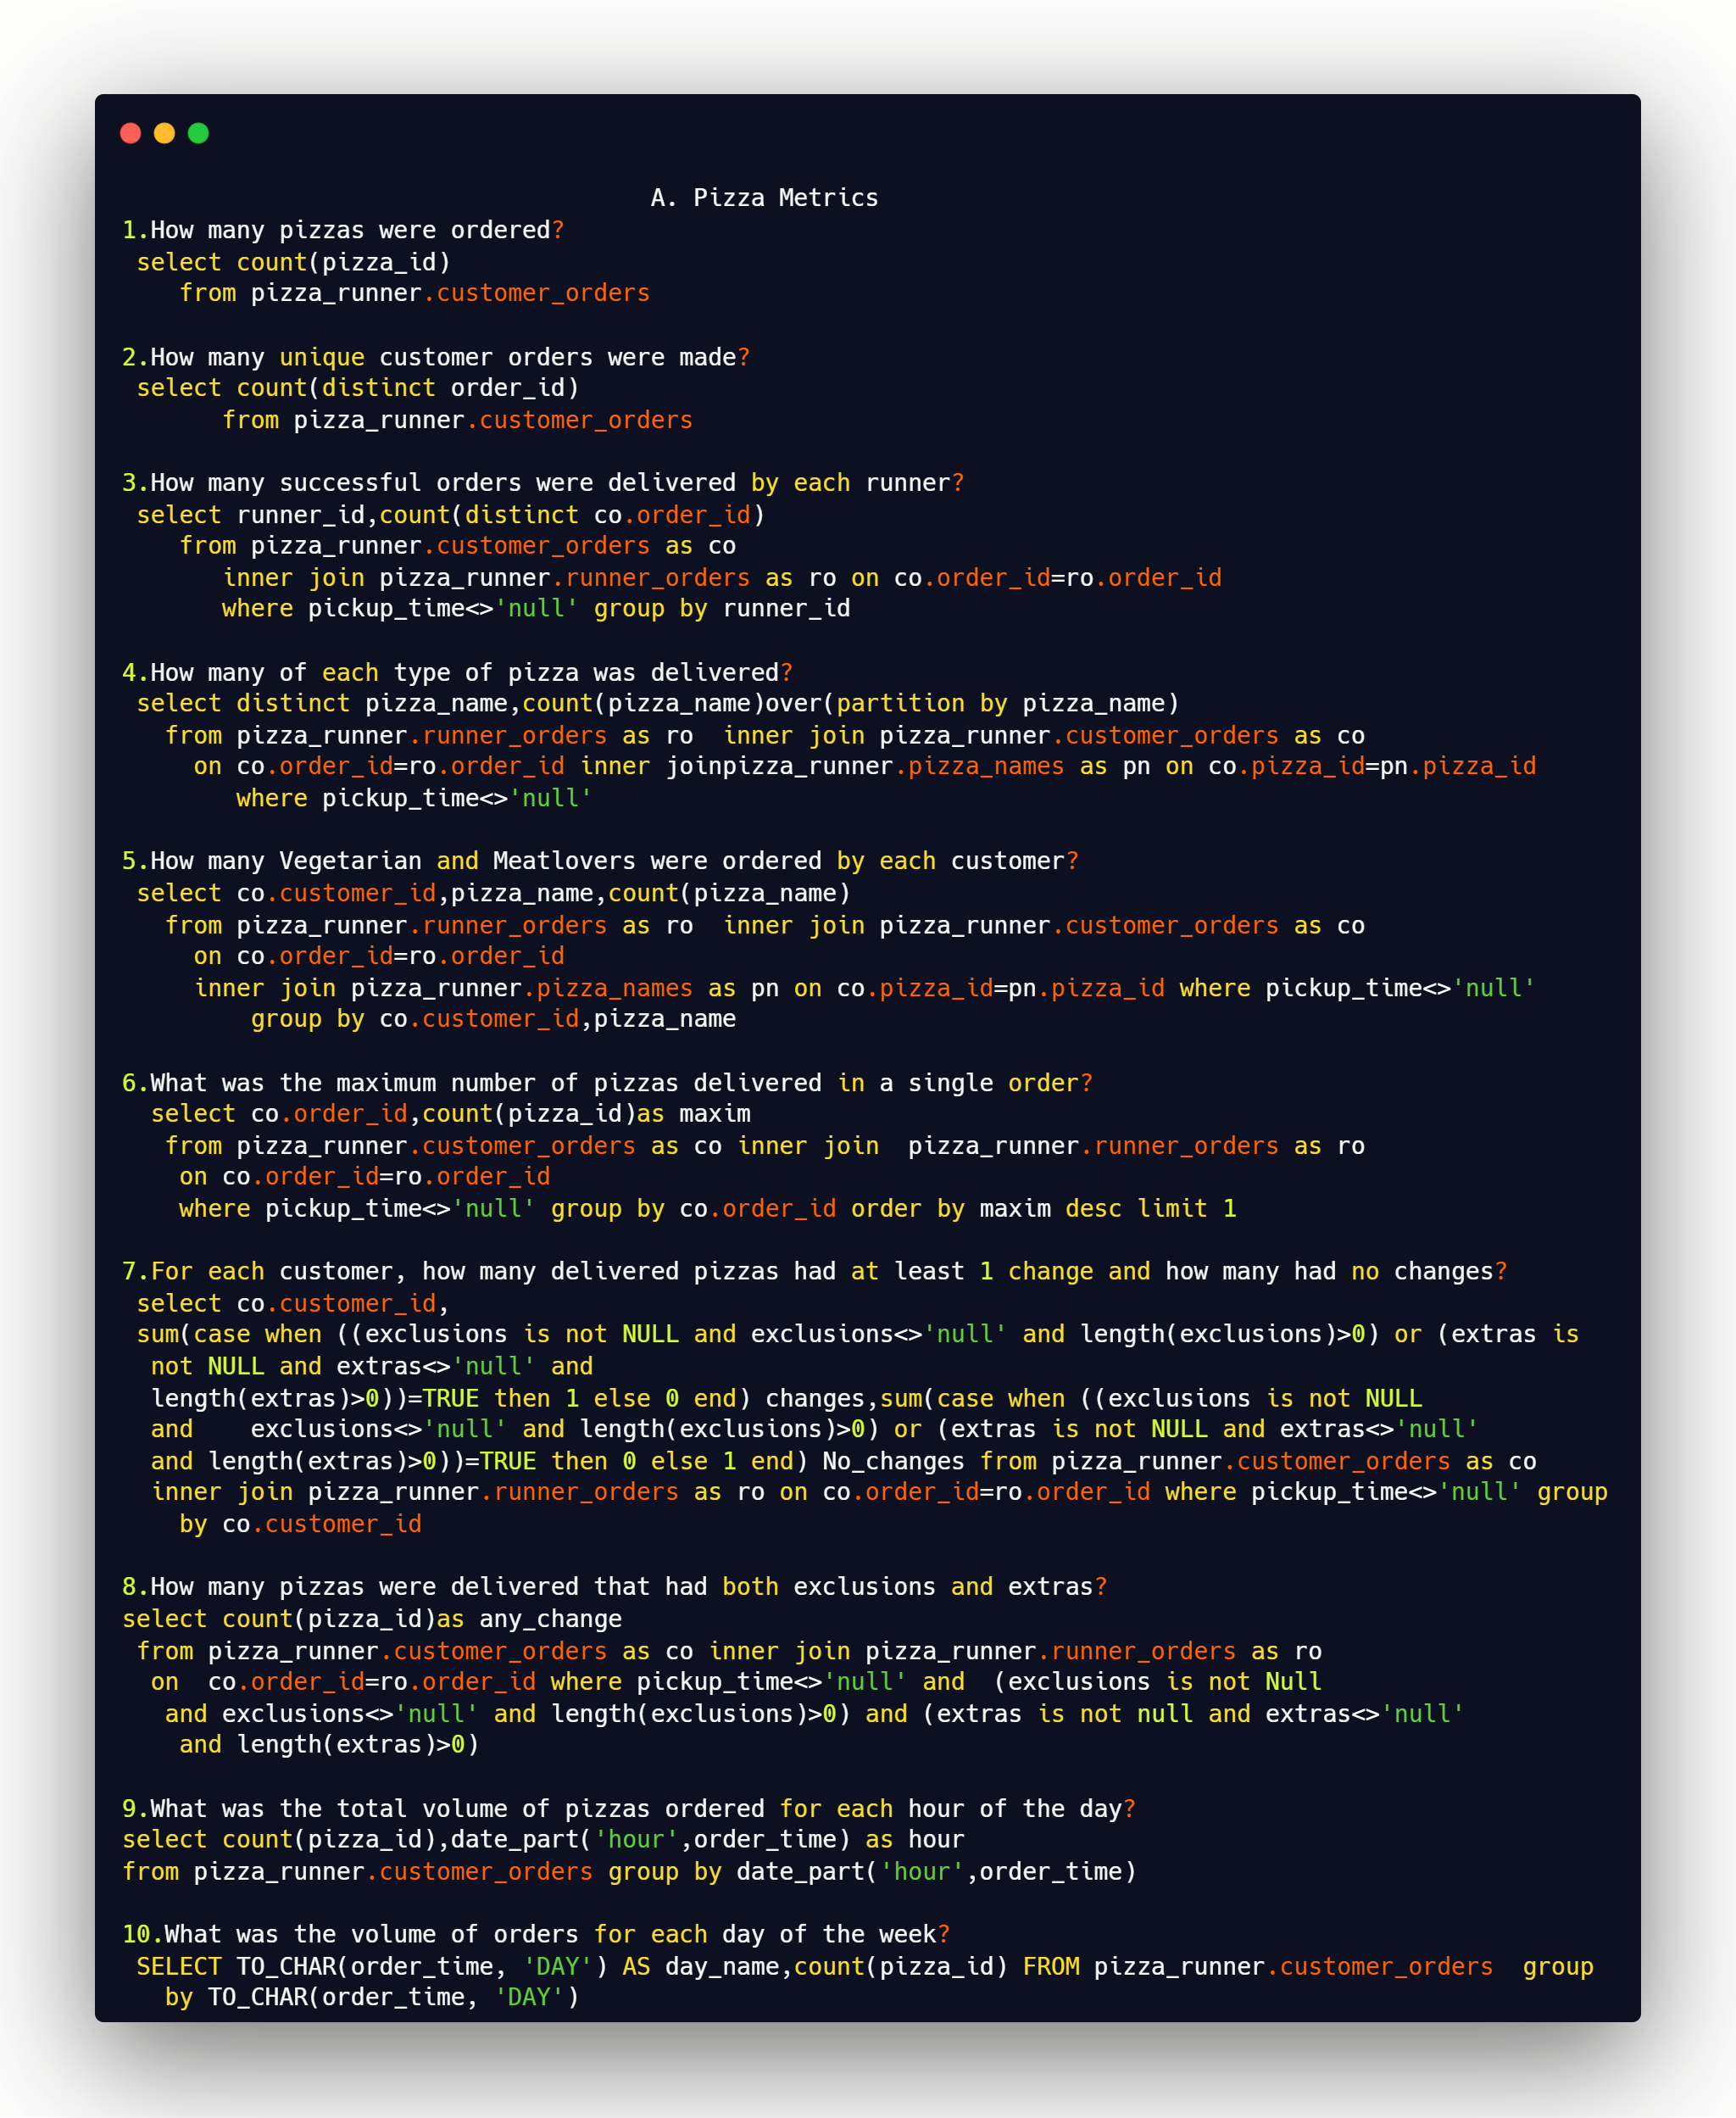 A. Pizza Metrics
1.How many pizzas were ordered?
select count(pizza_id)
from pizza_runner.customer_orders
2.How many unique customer orders were made?
select count(distinct order_id)
from pizza_runner.customer_orders
3.How many successful orders were delivered by each runner?
select runner_id,count(distinct co.order_id)
from pizza_runner.customer_orders as co
inner join pizza_runner.runner_orders as ro on co.order_id=ro.order_id
where pickup_time<>'null' group by runner_id
4.How many of each type of pizza was delivered?
select distinct pizza_name,count(pizza_name)over(partition by pizza_name)
from pizza_runner.runner_orders as ro  inner join pizza_runner.customer_orders as co
on co.order_id=ro.order_id inner joinpizza_runner.pizza_names as pn on co.pizza_id=pn.pizza_id
where pickup_time<>'null'
5.How many Vegetarian and Meatlovers were ordered by each customer?
select co.customer_id,pizza_name,count(pizza_name)
from pizza_runner.runner_orders as ro  inner join pizza_runner.customer_orders as co
on co.order_id=ro.order_id
inner join pizza_runner.pizza_names as pn on co.pizza_id=pn.pizza_id where pickup_time<>'null'
group by co.customer_id,pizza_name
6.What was the maximum number of pizzas delivered in a single order?
select co.order_id,count(pizza_id)as maxim
from pizza_runner.customer_orders as co inner join  pizza_runner.runner_orders as ro
on co.order_id=ro.order_id
where pickup_time<>'null' group by co.order_id order by maxim desc limit 1
7.For each customer, how many delivered pizzas had at least 1 change and how many had no changes?
select co.customer_id,
sum(case when ((exclusions is not NULL and exclusions<>'null' and length(exclusions)>0) or (extras is
not NULL and extras<>'null' and
length(extras)>0))=TRUE then 1 else 0 end) changes,sum(case when ((exclusions is not NULL
and    exclusions<>'null' and length(exclusions)>0) or (extras is not NULL and extras<>'null'
and length(extras)>0))=TRUE then 0 else 1 end) No_changes from pizza_runner.customer_orders as co
inner join pizza_runner.runner_orders as ro on co.order_id=ro.order_id where pickup_time<>'null' group
by co.customer_id
8.How many pizzas were delivered that had both exclusions and extras?
select count(pizza_id)as any_change
from pizza_runner.customer_orders as co inner join pizza_runner.runner_orders as ro
on  co.order_id=ro.order_id where pickup_time<>'null' and  (exclusions is not Null
and exclusions<>'null' and length(exclusions)>0) and (extras is not null and extras<>'null'
and length(extras)>0)
9.What was the total volume of pizzas ordered for each hour of the day?
select count(pizza_id),date_part('hour',order_time) as hour
from pizza_runner.customer_orders group by date_part('hour',order_time)
10.What was the volume of orders for each day of the week?
SELECT TO_CHAR(order_time, 'DAY') AS day_name,count(pizza_id) FROM pizza_runner.customer_orders  group
by TO_CHAR(order_time, 'DAY')